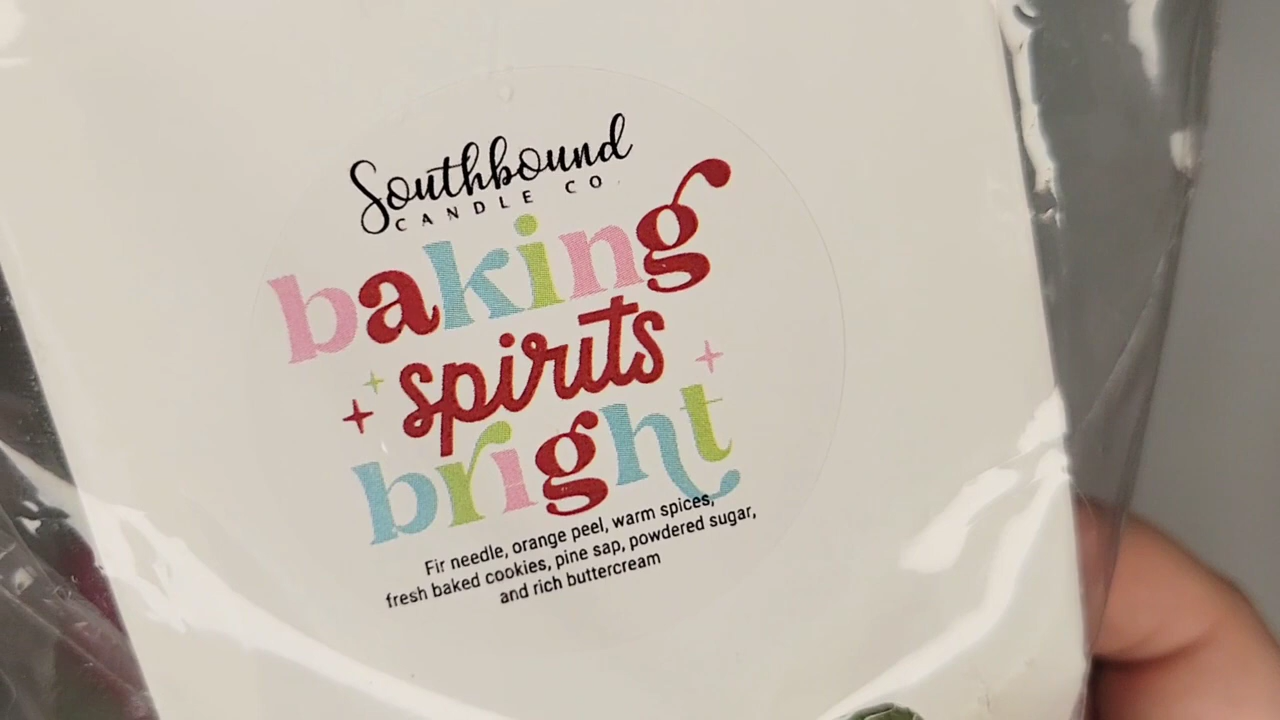 Southbound
CANDLE CO.
baking
spirits
bright
Fir needle, orange peel, warm spices,
fresh baked cookies, pine sap, powdered sugar,
and rich buttercream